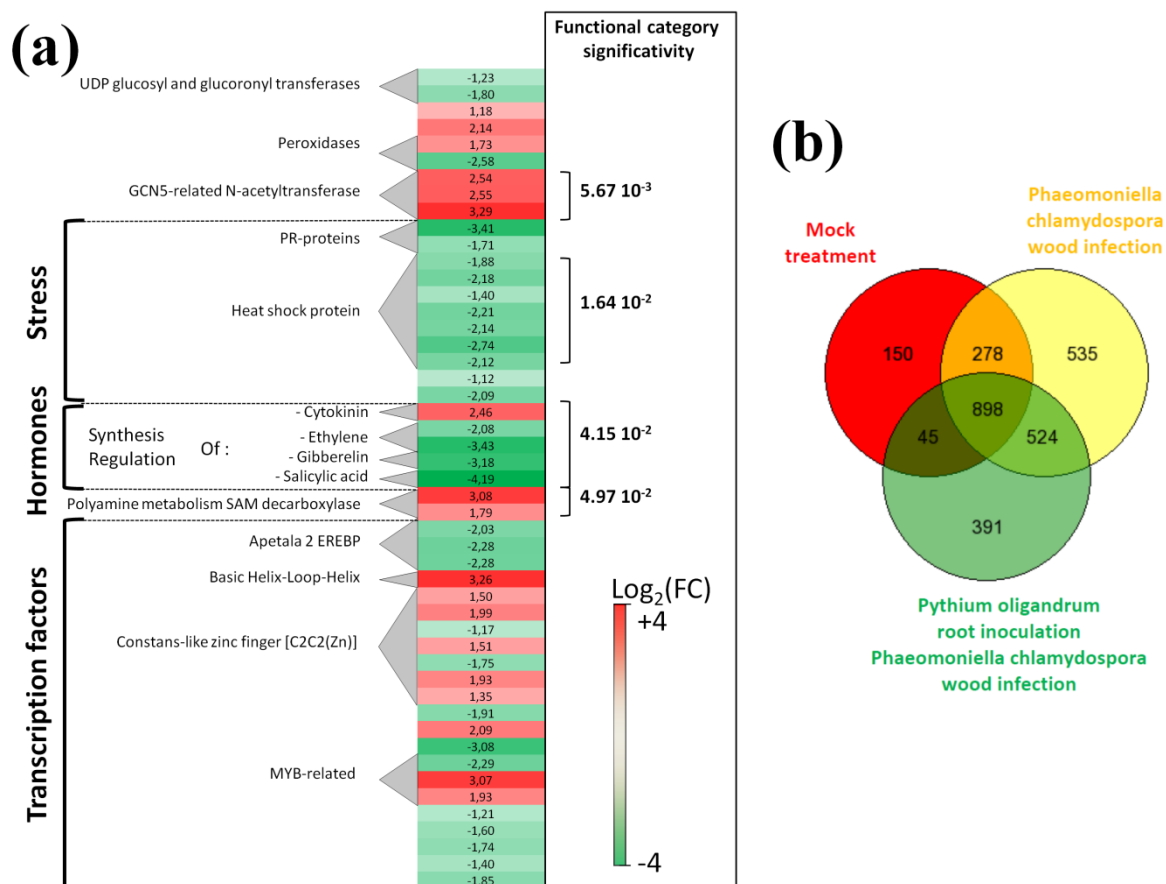 (a)
Functional category
significativity
UDP glucosyl and glucoronyl transferases
-1,23
-1,80
1,18
2,14
Peroxidases
1,73
-2,58
GCN5-related N-acetyltransferase
2,54
2,55
3,29
5.67 10-3
Stress
PR-proteins
-3,41
-1,71
Heat shock protein
-1,88
-2,18
-1,40
-2,21
-2,14
-2,74
-2,12
1.64 10-2
-1,12
-2,09
Hormones
Synthesis
Regulation
Of :
- Cytokinin
2,46
- Ethylene
-2,08
-3,43
- Gibberelin
-3,18
- Salicylic acid
-4,19
4.15 10-2
Polyamine metabolism SAM decarboxylase
3,08
1,79
4.97 10-2
Transcription factors
Apetala 2 EREBP
-2,03
-2,28
-2,28
Basic Helix-Loop-Helix
3,26
Constans-like zinc finger [C2C2(Zn)]
1,50
1,99
-1,17
1,51
-1,75
1,93
1,35
-1,91
2,09
-3,08
MYB-related
-2,29
3,07
1,93
-1,21
-1,60
-1,74
-1,40
-1,85
Log2(FC)
+4
-4
(b)
Mock
treatment
Phaeomoniella
chlamydospora
wood infection
150
278
535
898
45
524
391
Pythium oligandrum
root inoculation
Phaeomoniella chlamydospora
wood infection